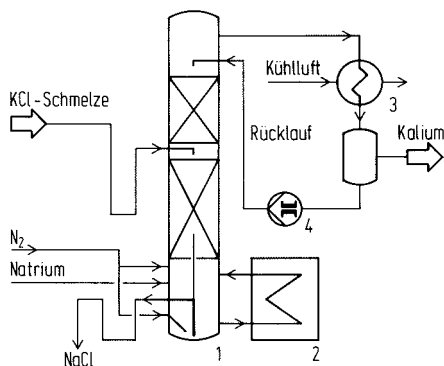 Kühlluft
3
KCl-Schmelze
Rücklauf
Kalium
4
N2
Natrium
NaCl
1
2